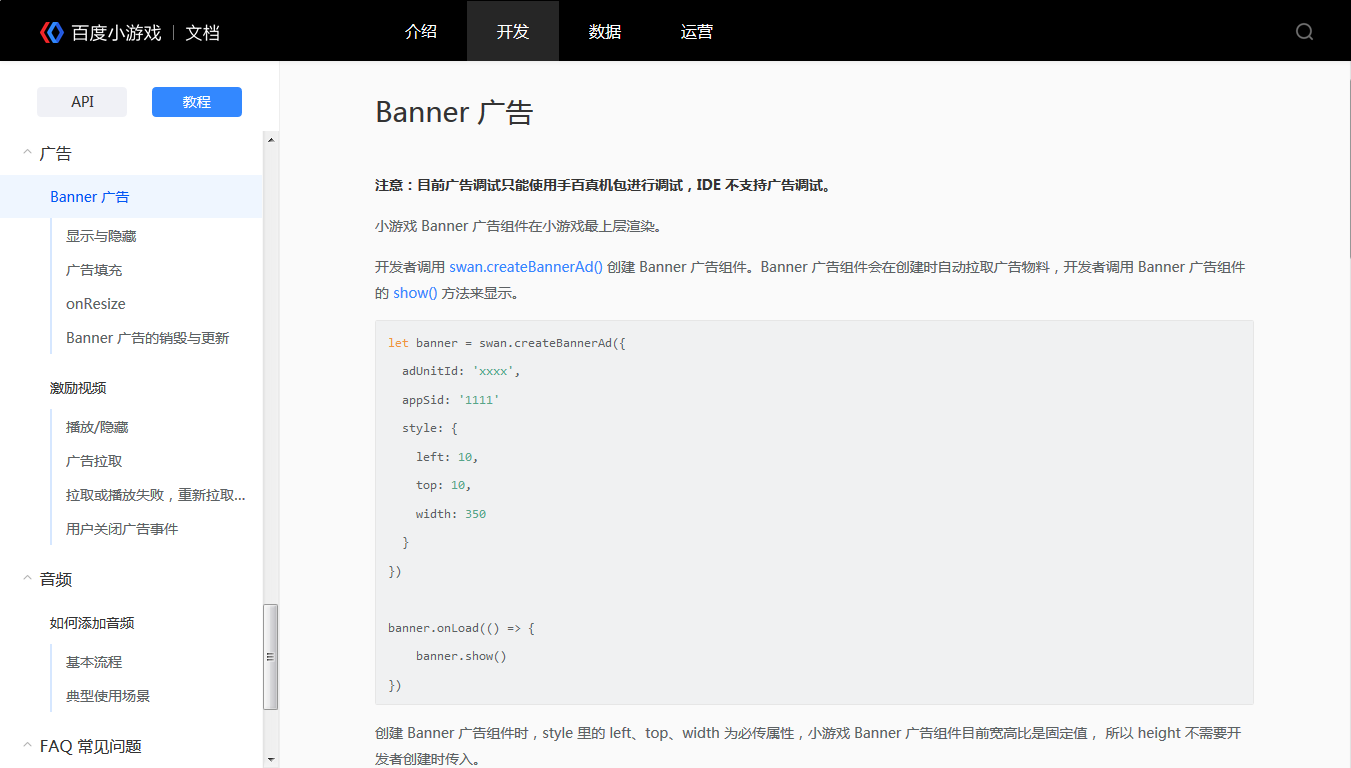 百度小游戏 | 文档
介绍
开发
数据
运营
API
教程
广告
Banner 广告
显示与隐藏
广告填充
onResize
Banner 广告的销毁与更新
激励视频
播放/隐藏
广告拉取
拉取或播放失败，重新拉取...
用户关闭广告事件
音频
如何添加音频
基本流程
典型使用场景
FAQ 常见问题
Banner 广告
注意：目前广告调试只能使用手百真机包进行调试，IDE 不支持广告调试。
小游戏 Banner 广告组件在小游戏最上层渲染。
开发者调用 swan.createBannerAd() 创建 Banner 广告组件。Banner 广告组件会在创建时自动拉取广告物料，开发者调用 Banner 广告组件
的 show() 方法来显示。
let banner = swan.createBannerAd({
  adUnitId: 'xxxx',
  appSid: '1111'
  style: {
    left: 10,
    top: 10,
    width: 350
  }
})
banner.onLoad(() => {
    banner.show()
})
创建 Banner 广告组件时，style 里的 left、top、width 为必传属性，小游戏 Banner 广告组件目前宽高比是固定值， 所以 height 不需要开
发者创建时传入。